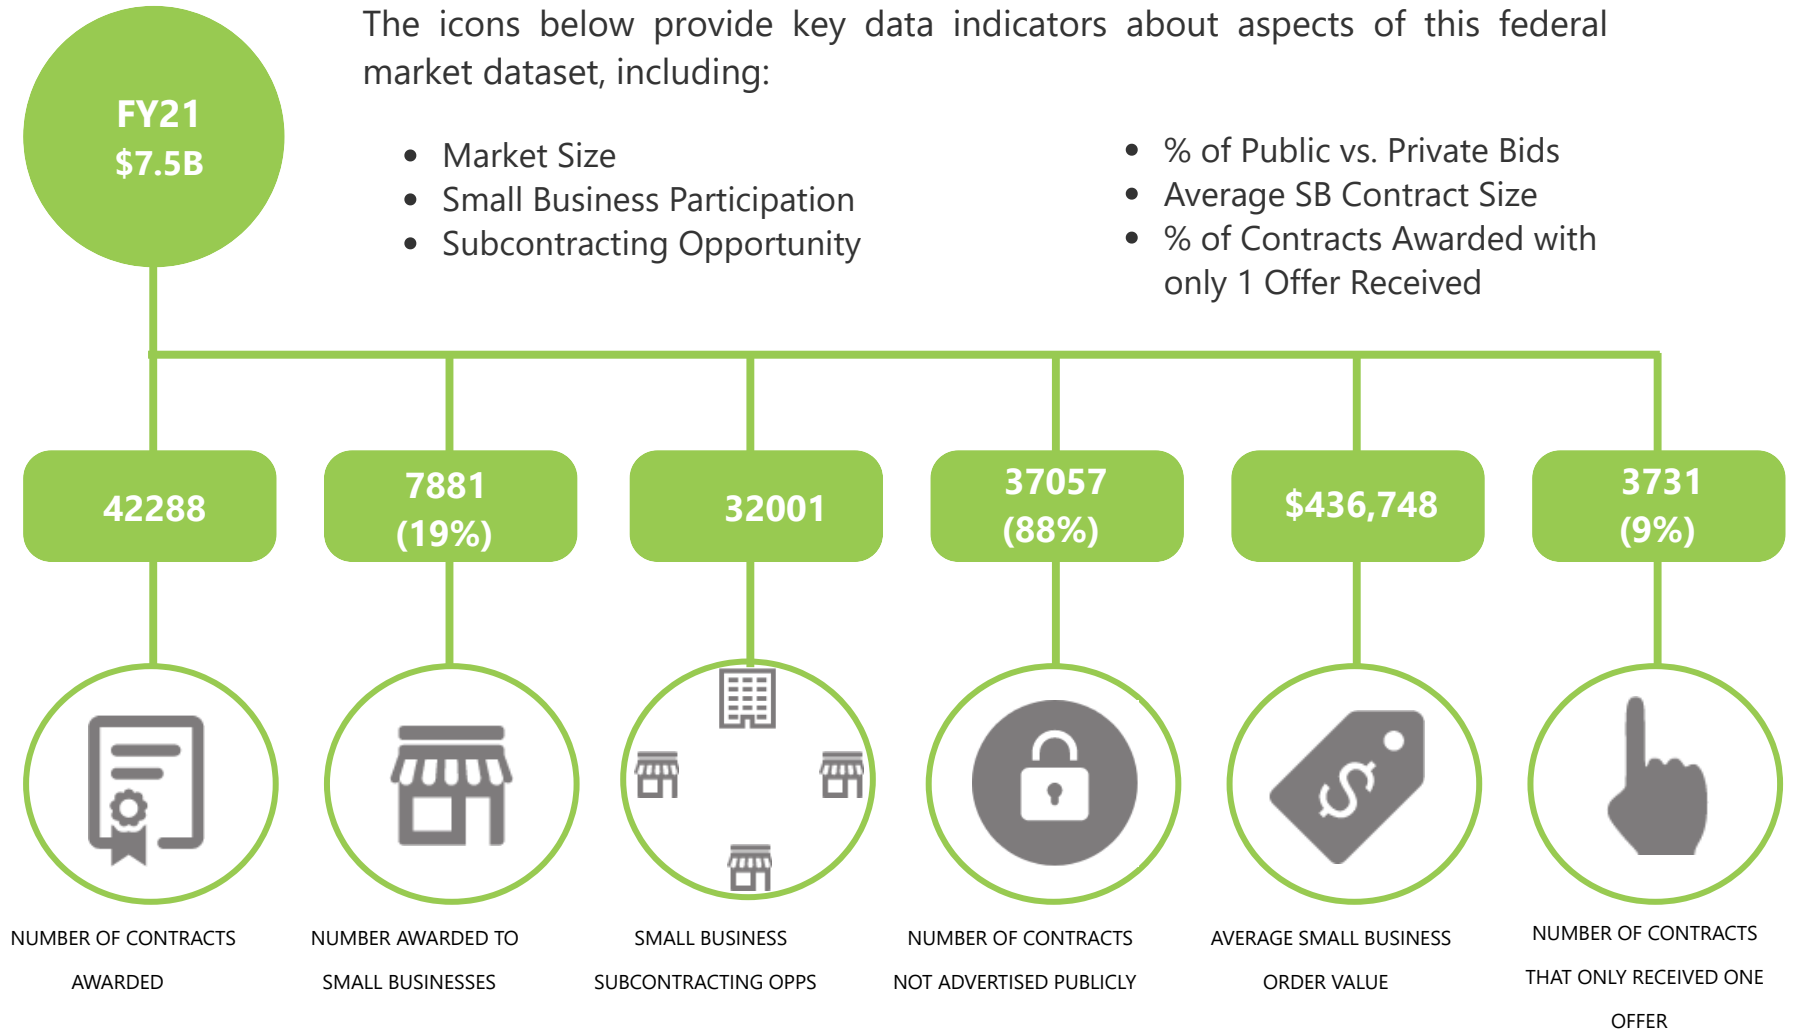 FY21
$7.5B
The icons below provide key data indicators about aspects of this federal
market dataset, including:
• Market Size
• Small Business Participation
• Subcontracting Opportunity
• % of Public vs. Private Bids
• Average SB Contract Size
• % of Contracts Awarded with
only 1 Offer Received
42288
7881
(19%)
32001
37057
(88%)
$436,748
3731
(9%)
$
NUMBER OF CONTRACTS
AWARDED
NUMBER AWARDED TO
SMALL BUSINESSES
SMALL BUSINESS
SUBCONTRACTING OPPS
NUMBER OF CONTRACTS
NOT ADVERTISED PUBLICLY
AVERAGE SMALL BUSINESS
ORDER VALUE
NUMBER OF CONTRACTS
THAT ONLY RECEIVED ONE
OFFER